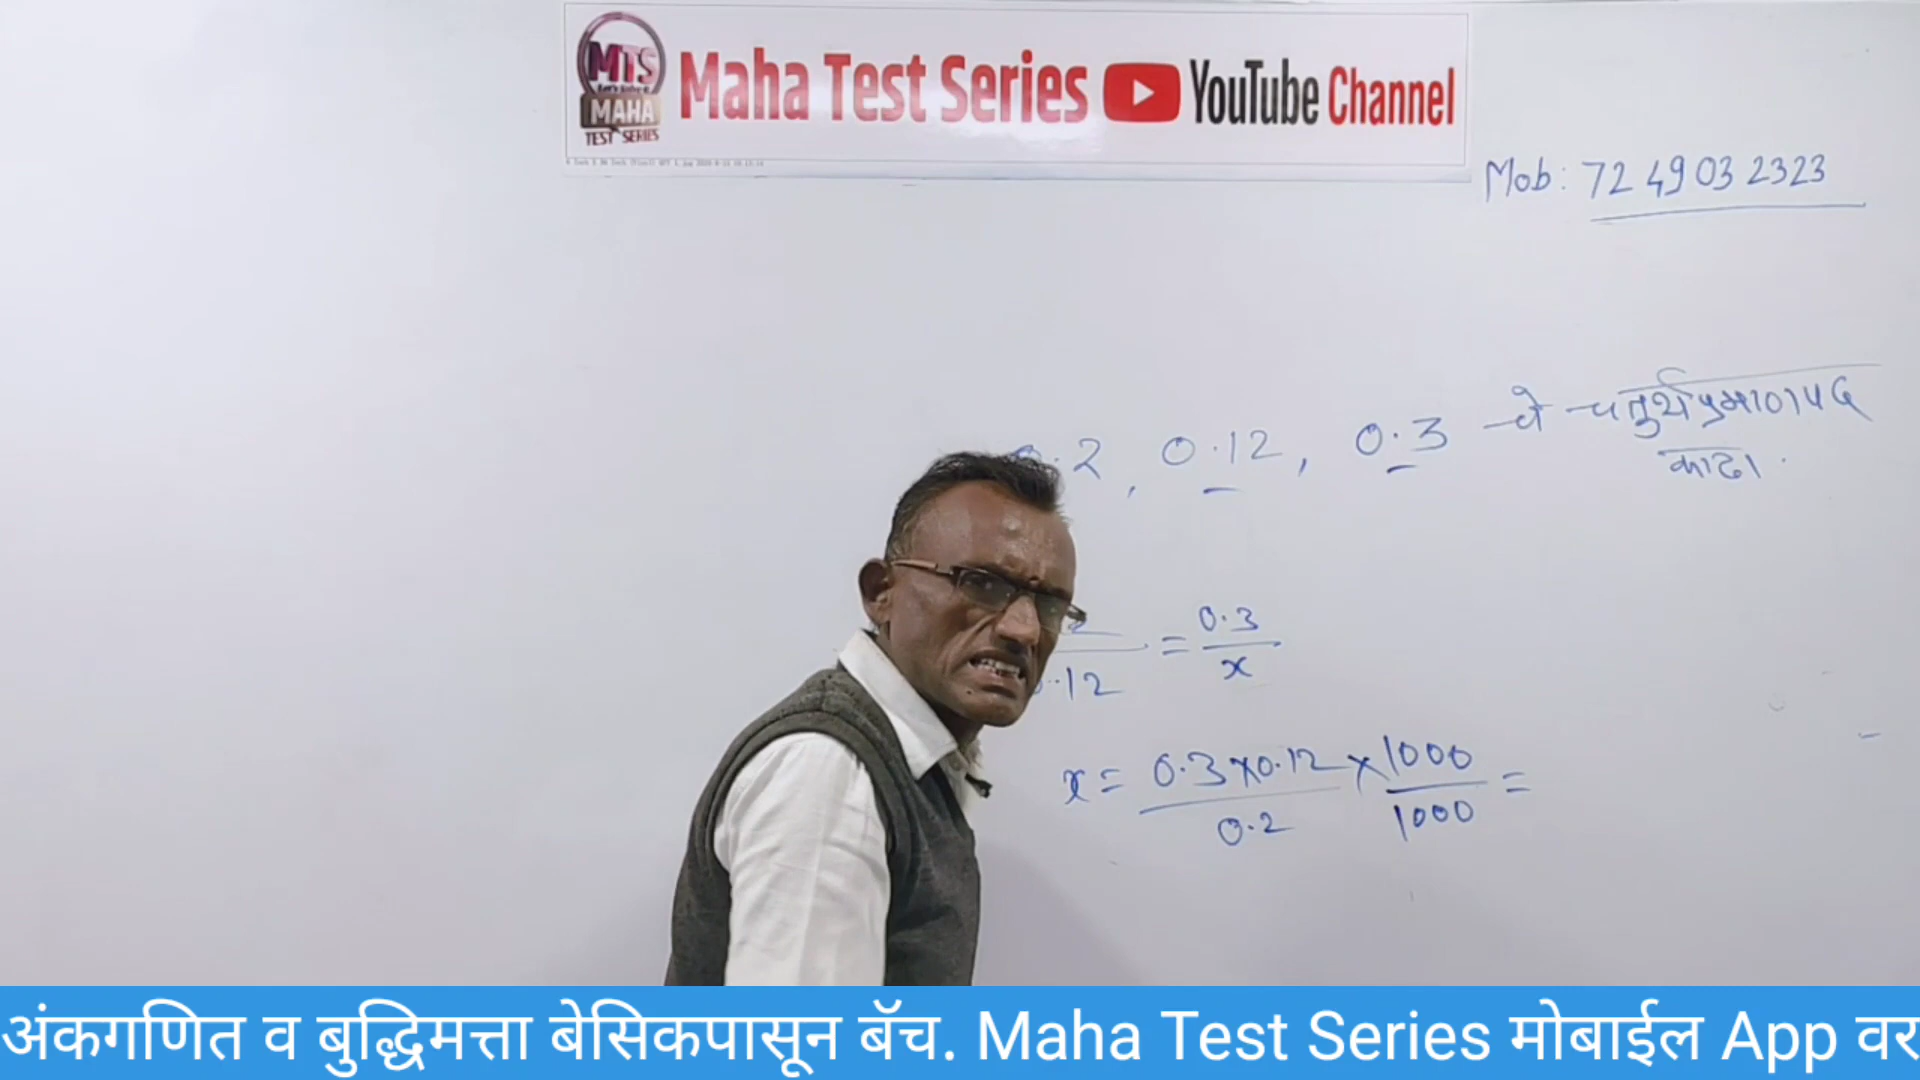 MTS
MAHA
TEST SERIES
Maha Test Series YouTube Channel
Mob: 72 49 03 2323
0.2, 0.12, 0.3 चे चतुर्थ प्रमाणपद
काढा.
= 0.3
x
.12
x = 0.3x0.12 x 1000 =
0.2 1000
अंकगणित व बुद्धिमत्ता बेसिकपासून बॅच. Maha Test Series मोबाईल App वर